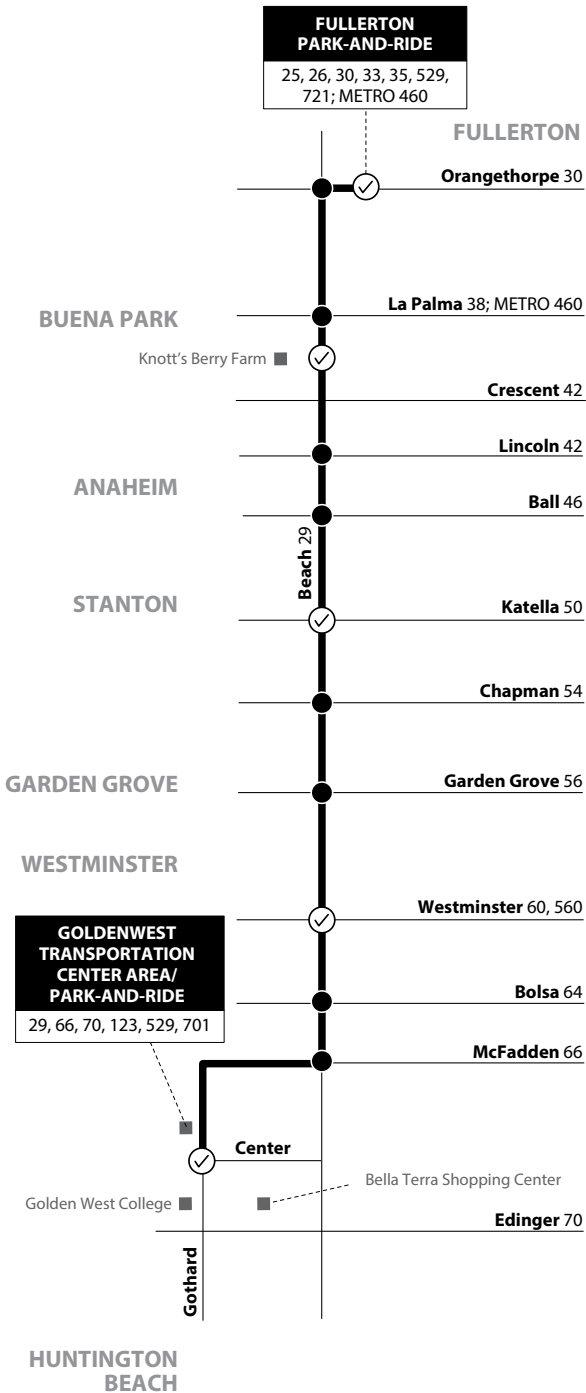 FULLERTON
PARK-AND-RIDE
25, 26, 30, 33, 35, 529,
721; METRO 460
FULLERTON
Orangethorpe 30
La Palma 38; METRO 460
BUENA PARK
Knott's Berry Farm
Crescent 42
Lincoln 42
ANAHEIM
Ball 46
Beach 29
STANTON
Katella 50
Chapman 54
GARDEN GROVE
Garden Grove 56
WESTMINSTER
Westminster 60, 560
GOLDENWEST
TRANSPORTATION
CENTER AREA/
PARK-AND-RIDE
29, 66, 70, 123, 529, 701
Bolsa 64
McFadden 66
Center
Bella Terra Shopping Center
Golden West College
Edinger 70
Gothard
HUNTINGTON
BEACH